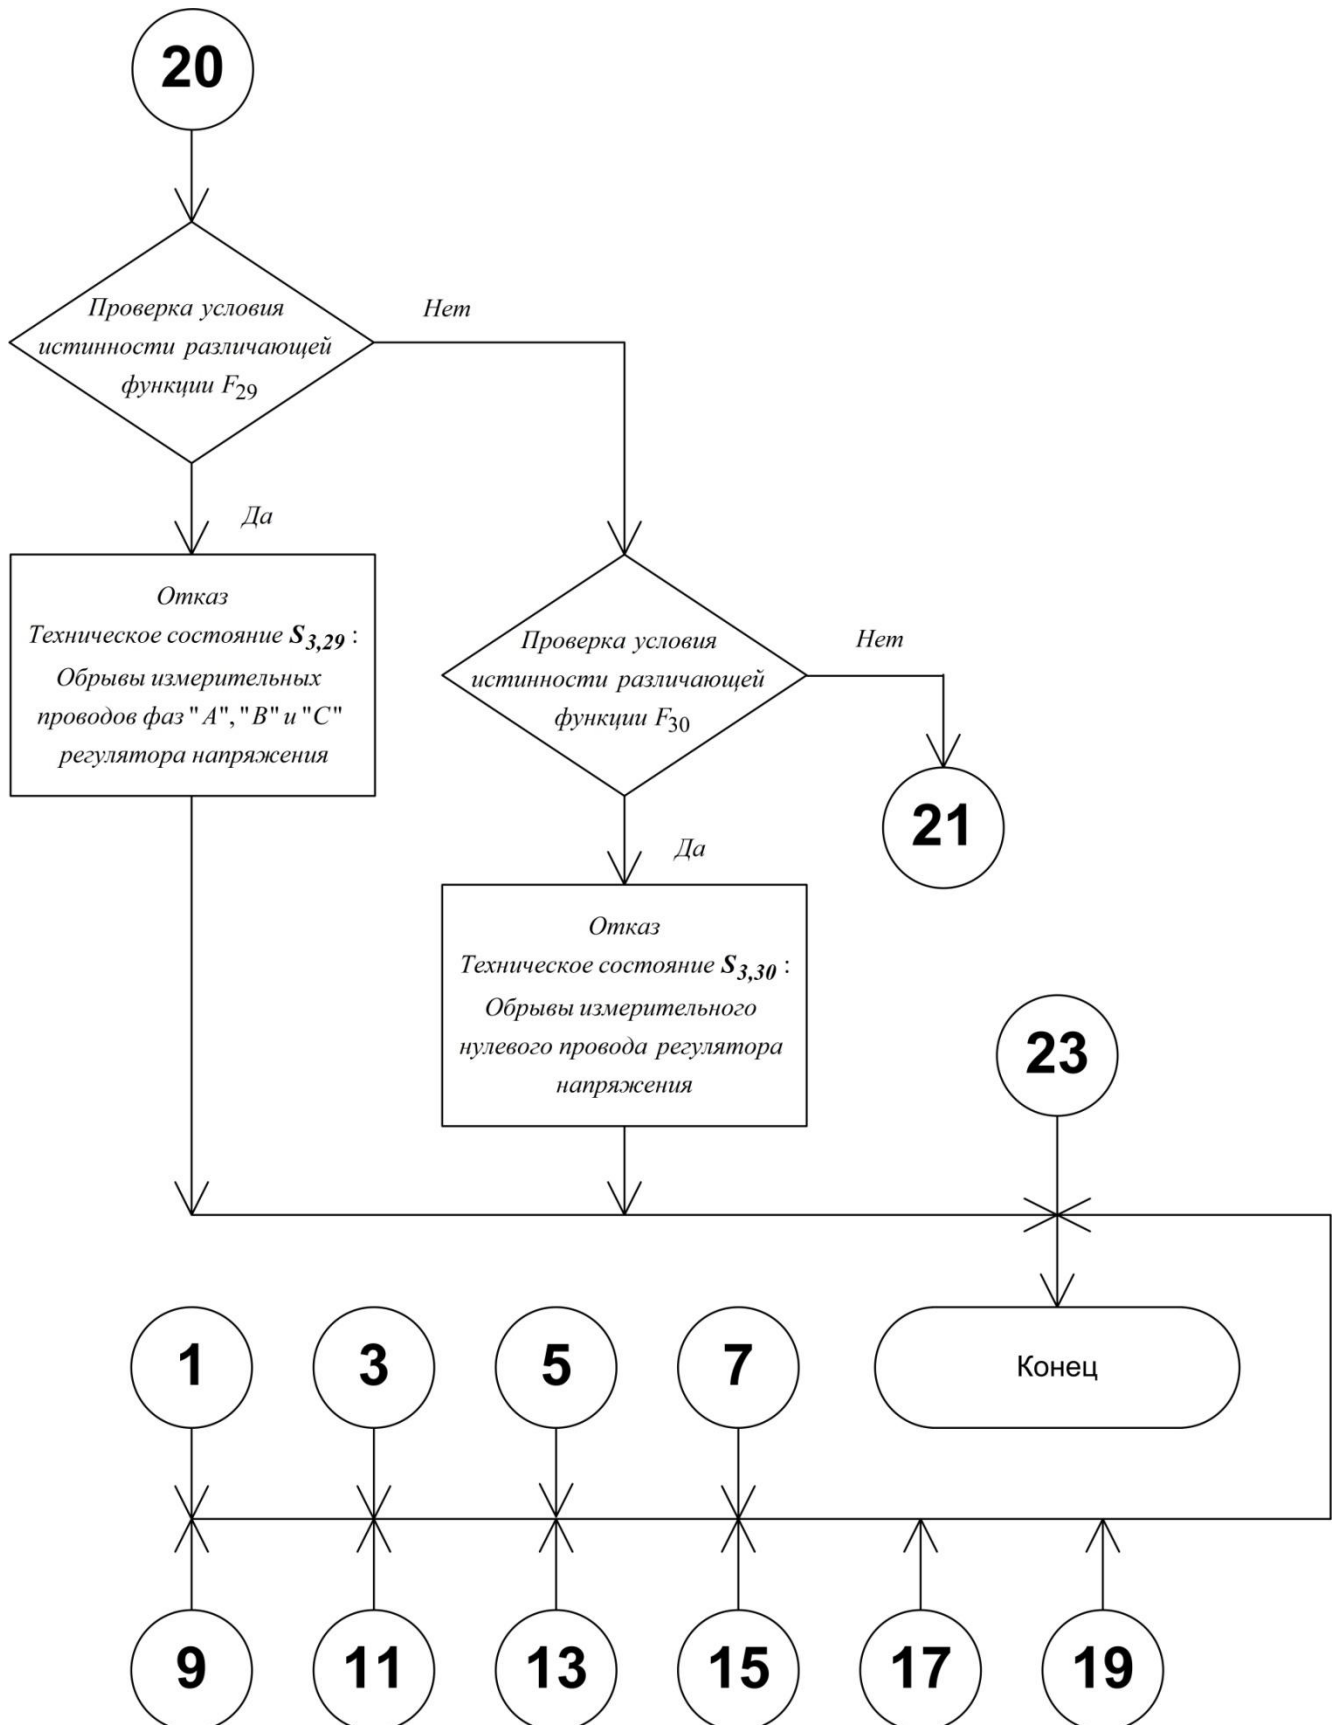 20
Проверка условия
истинности различающей
функции F29
Нет
Да
Отказ
Техническое состояние S3,29 :
Обрывы измерительных
проводов фаз "А", "В" и "С"
регулятора напряжения
Проверка условия
истинности различающей
функции F30
Нет
21
Да
Отказ
Техническое состояние S3,30 :
Обрывы измерительного
нулевого провода регулятора
напряжения
23
1
3
5
7
Конец
9
11
13
15
17
19